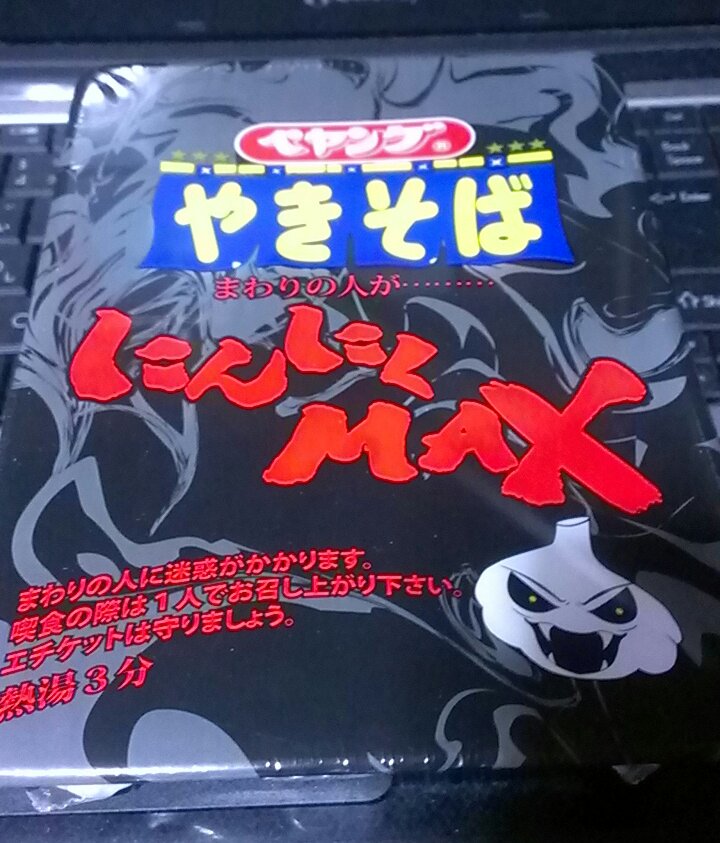 ペヤング®
やきそば
まわりの人が………
にんにく
MAX
まわりの人に迷惑がかかります。
喫食の際は1人でお召し上がり下さい。
エチケットは守りましょう。
熱湯3分
Back
Space
Enter